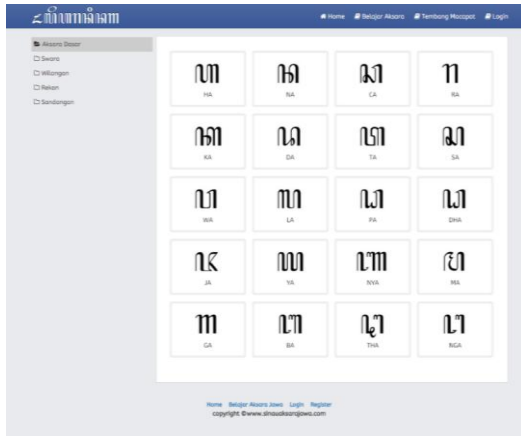 Home Belajar Aksara Tembang Macapat Login
Aksara Dasar
Swara
Wilangan
Rekan
Sandangan
ꦲ ꦤ ꦕ ꦫ
HA NA CA RA
ꦏ ꦢ ꦠ ꦱ
KA DA TA SA
ꦮ ꦭ ꦥ ꦝ
WA LA PA DHA
ꦗ ꦪ ꦚ ꦩ
JA YA NYA MA
ꦒ ꦧ ꦛ ꦔ
GA BA THA NGA
Home Belajar Aksara Jawa Login Register
copyright ©www.sinauaksarajawa.com